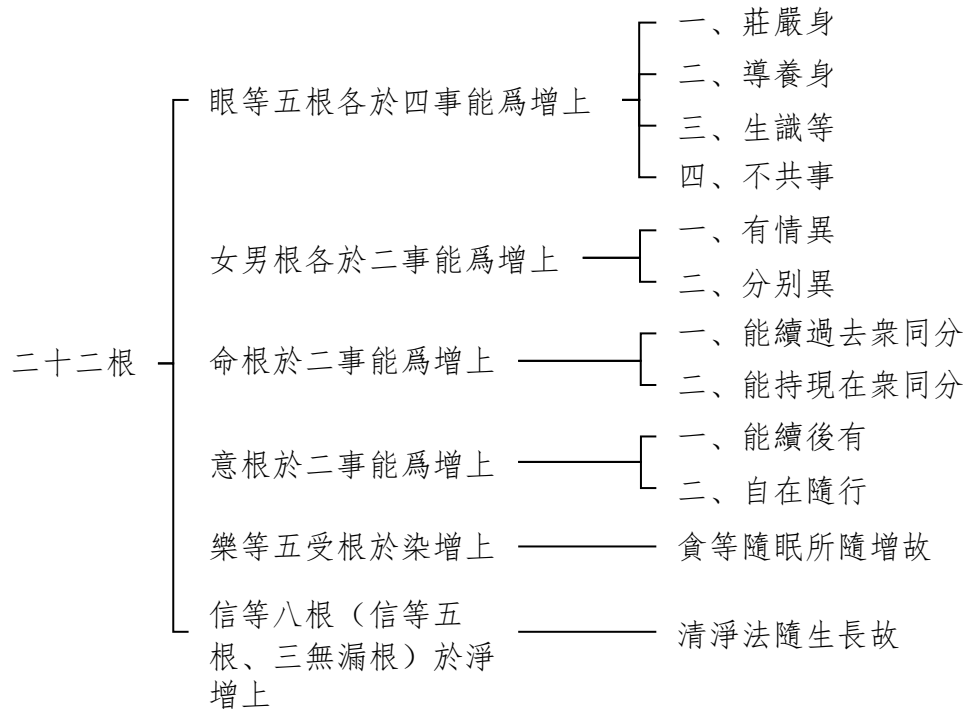 二十二根
眼等五根各於四事能爲增上
一、莊嚴身
二、導養身
三、生識等
四、不共事
女男根各於二事能爲增上
一、有情異
二、分別異
命根於二事能爲增上
一、能續過去衆同分
二、能持現在衆同分
意根於二事能爲增上
一、能續後有
二、自在隨行
樂等五受根於染增上
貪等隨眠所隨增故
信等八根（信等五
根、三無漏根）於淨
增上
清淨法隨生長故